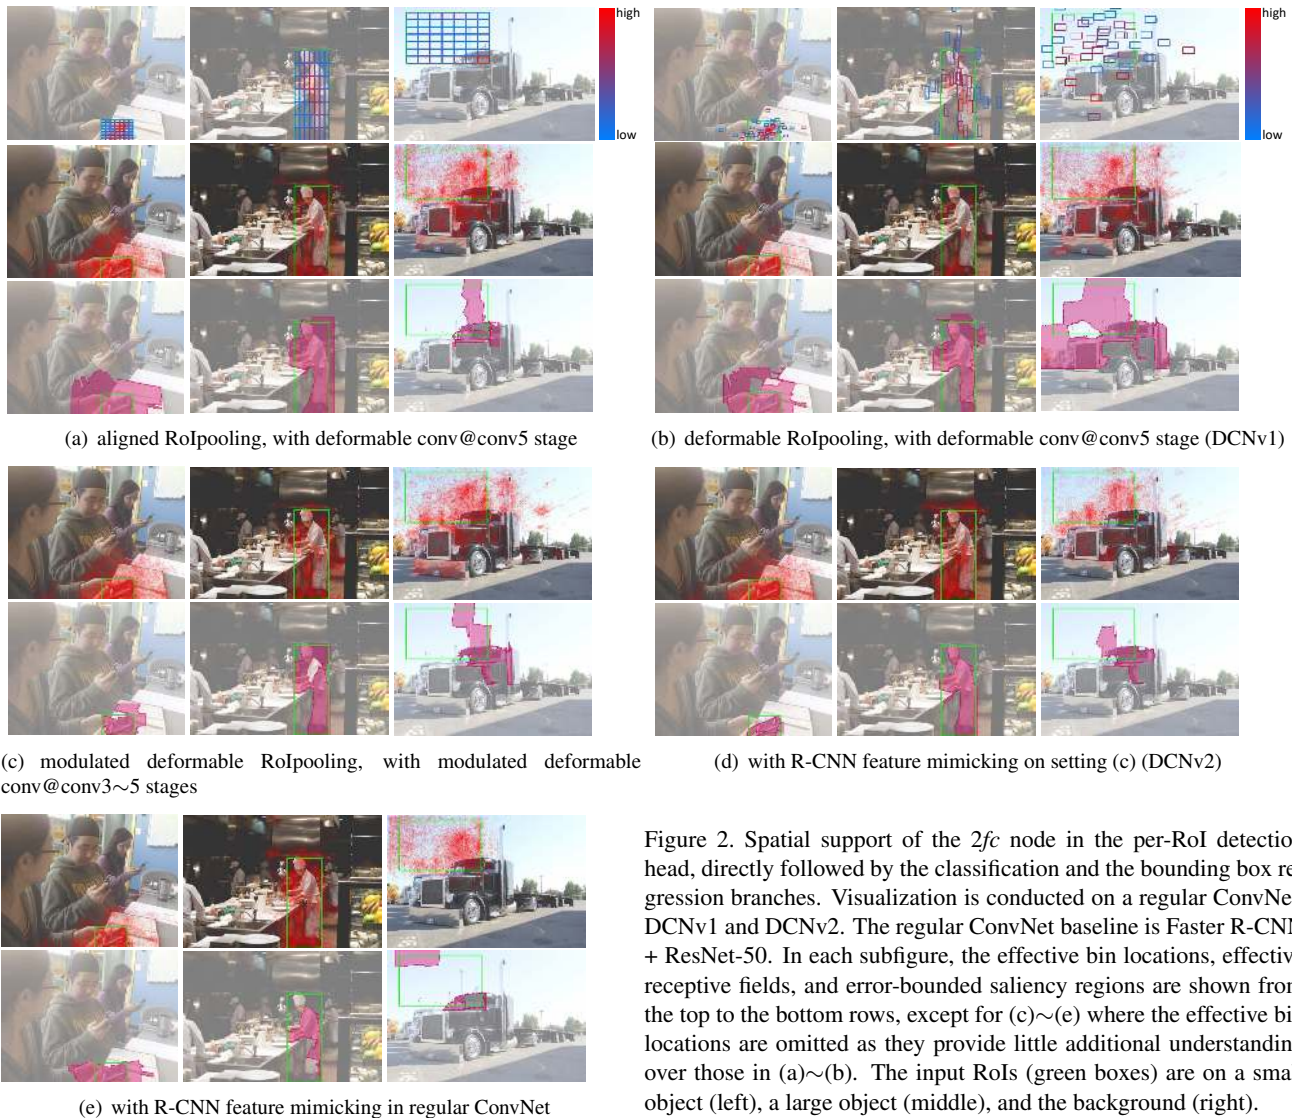 high
low
high
low
(a) aligned RoIpooling, with deformable conv@conv5 stage
(b) deformable RoIpooling, with deformable conv@conv5 stage (DCNv1)
(c) modulated deformable RoIpooling, with modulated deformable
conv@conv3∼5 stages
(d) with R-CNN feature mimicking on setting (c) (DCNv2)
(e) with R-CNN feature mimicking in regular ConvNet
Figure 2. Spatial support of the 2fc node in the per-RoI detectio
head, directly followed by the classification and the bounding box re
gression branches. Visualization is conducted on a regular ConvNe
DCNv1 and DCNv2. The regular ConvNet baseline is Faster R-CNN
+ ResNet-50. In each subfigure, the effective bin locations, effectiv
receptive fields, and error-bounded saliency regions are shown from
the top to the bottom rows, except for (c)∼(e) where the effective bi
locations are omitted as they provide little additional understandin
over those in (a)∼(b). The input RoIs (green boxes) are on a sma
object (left), a large object (middle), and the background (right).